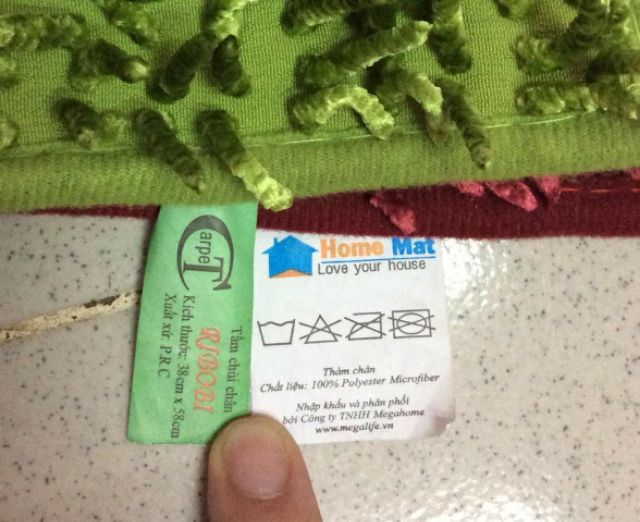 CarpeT
Tấm chùi chân
RIBOBI
Kích thước: 38cm x 58cm
Xuất xứ: P.R.C
Home Mat
Love your house
Thảm chân
Chất liệu: 100% Polyester Microfiber
Nhập khẩu và phân phối
bởi Công ty TNHH Megahome
www.megalife.vn